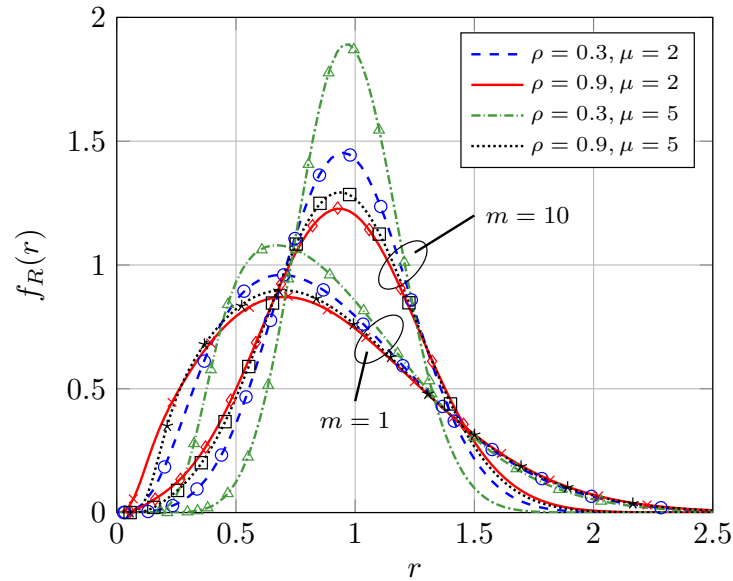 2
1.5
1
0.5
0
f_R(r)
ρ = 0.3, μ = 2
ρ = 0.9, μ = 2
ρ = 0.3, μ = 5
ρ = 0.9, μ = 5
m = 10
m = 1
0 0.5 1 1.5 2 2.5
r